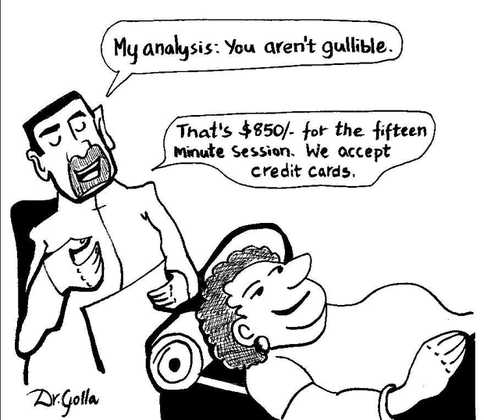 My analysis: You aren't gullible.
That's $850/- for the fifteen
minute session. We accept
credit cards.
Dr.Golla